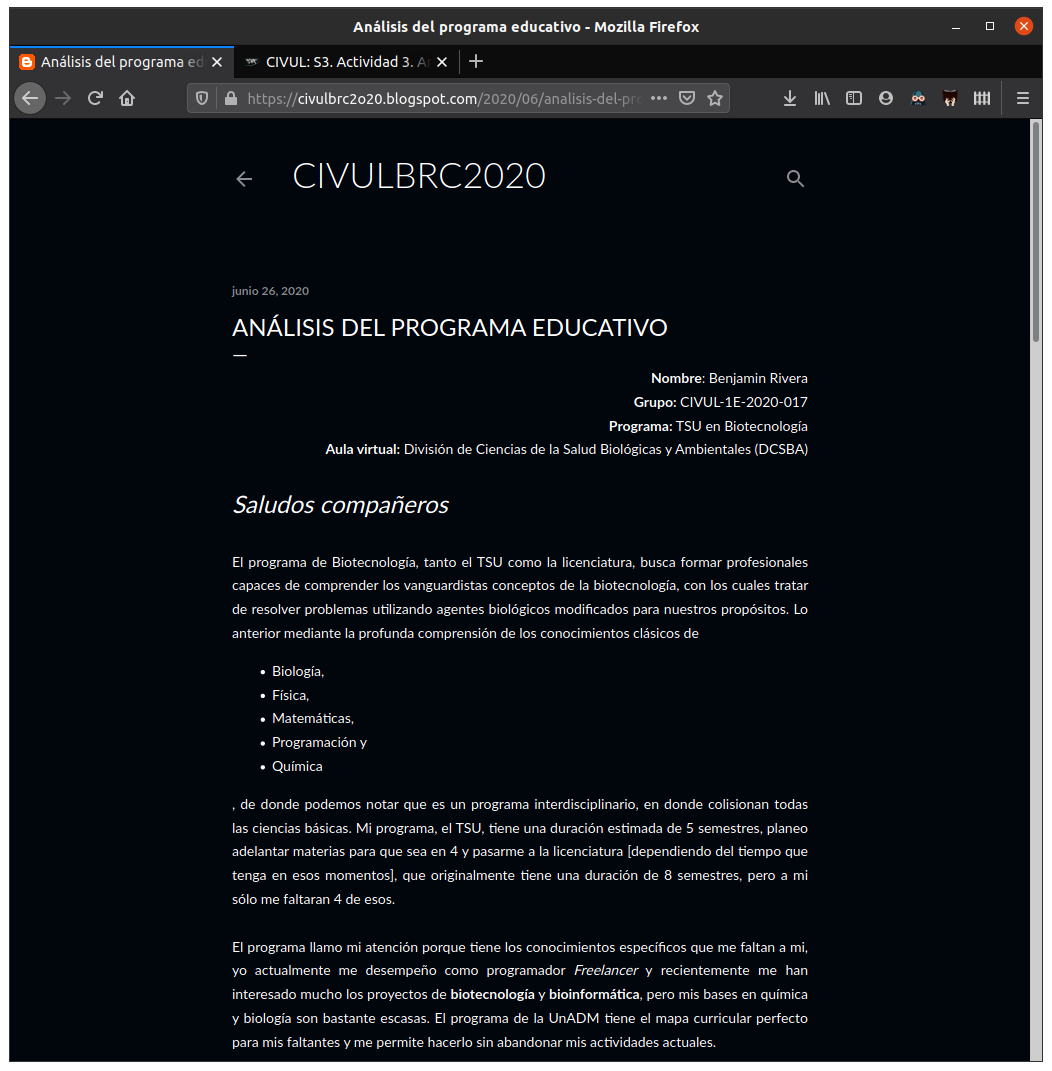 Análisis del programa educativo - Mozilla Firefox
Análisis del programa ed
CIVUL: S3. Actividad 3. A
https://civulbrc2o20.blogspot.com/2020/06/analisis-del-pro
CIVULBRC2020
junio 26, 2020
ANÁLISIS DEL PROGRAMA EDUCATIVO
Nombre: Benjamin Rivera
Grupo: CIVUL-1E-2020-017
Programa: TSU en Biotecnología
Aula virtual: División de Ciencias de la Salud Biológicas y Ambientales (DCSBA)
Saludos compañeros
El programa de Biotecnología, tanto el TSU como la licenciatura, busca formar profesionales
capaces de comprender los vanguardistas conceptos de la biotecnología, con los cuales tratar
de resolver problemas utilizando agentes biológicos modificados para nuestros propósitos. Lo
anterior mediante la profunda comprensión de los conocimientos clásicos de
• Biología,
• Física,
• Matemáticas,
• Programación y
• Química
, de donde podemos notar que es un programa interdisciplinario, en donde colisionan todas
las ciencias básicas. Mi programa, el TSU, tiene una duración estimada de 5 semestres, planeo
adelantar materias para que sea en 4 y pasarme a la licenciatura [dependiendo del tiempo que
tenga en esos momentos], que originalmente tiene una duración de 8 semestres, pero a mi
sólo me faltaran 4 de esos.
El programa llamo mi atención porque tiene los conocimientos específicos que me faltan a mi,
yo actualmente me desempeño como programador Freelancer y recientemente me han
interesado mucho los proyectos de biotecnología y bioinformática, pero mis bases en química
y biología son bastante escasas. El programa de la UnADM tiene el mapa curricular perfecto
para mis faltantes y me permite hacerlo sin abandonar mis actividades actuales.